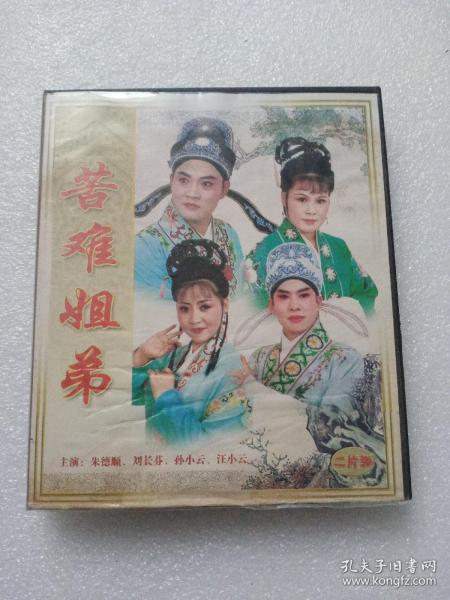 苦难姐弟
主演：朱德顺、刘长芬、孙小云、汪小云
二片装
孔夫子旧书网
www.kongfz.com